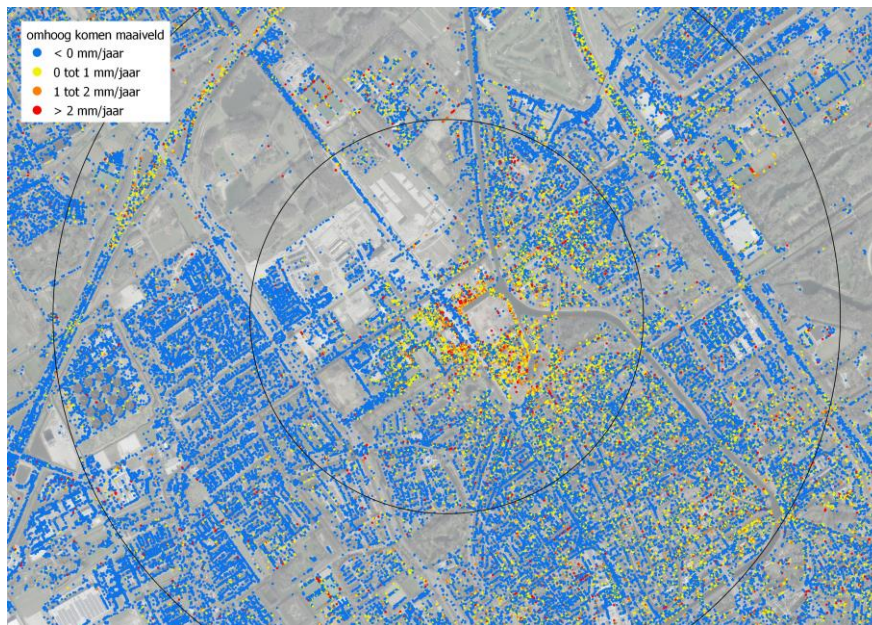 omhoog komen maaiveld
< 0 mm/jaar
0 tot 1 mm/jaar
1 tot 2 mm/jaar
> 2 mm/jaar